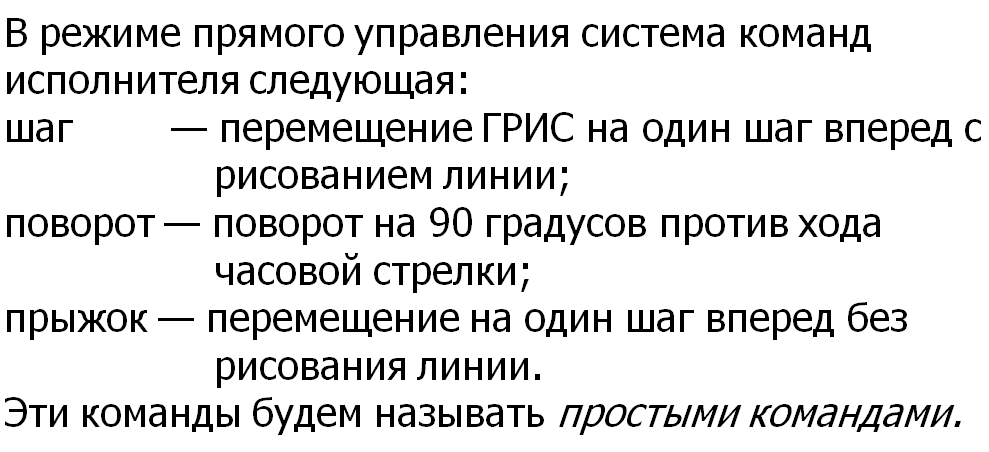 В режиме прямого управления система команд
исполнителя следующая:
шаг — перемещение ГРИС на один шаг вперед с
рисованием линии;
поворот — поворот на 90 градусов против хода
часовой стрелки;
прыжок — перемещение на один шаг вперед без
рисования линии.
Эти команды будем называть простыми командами.